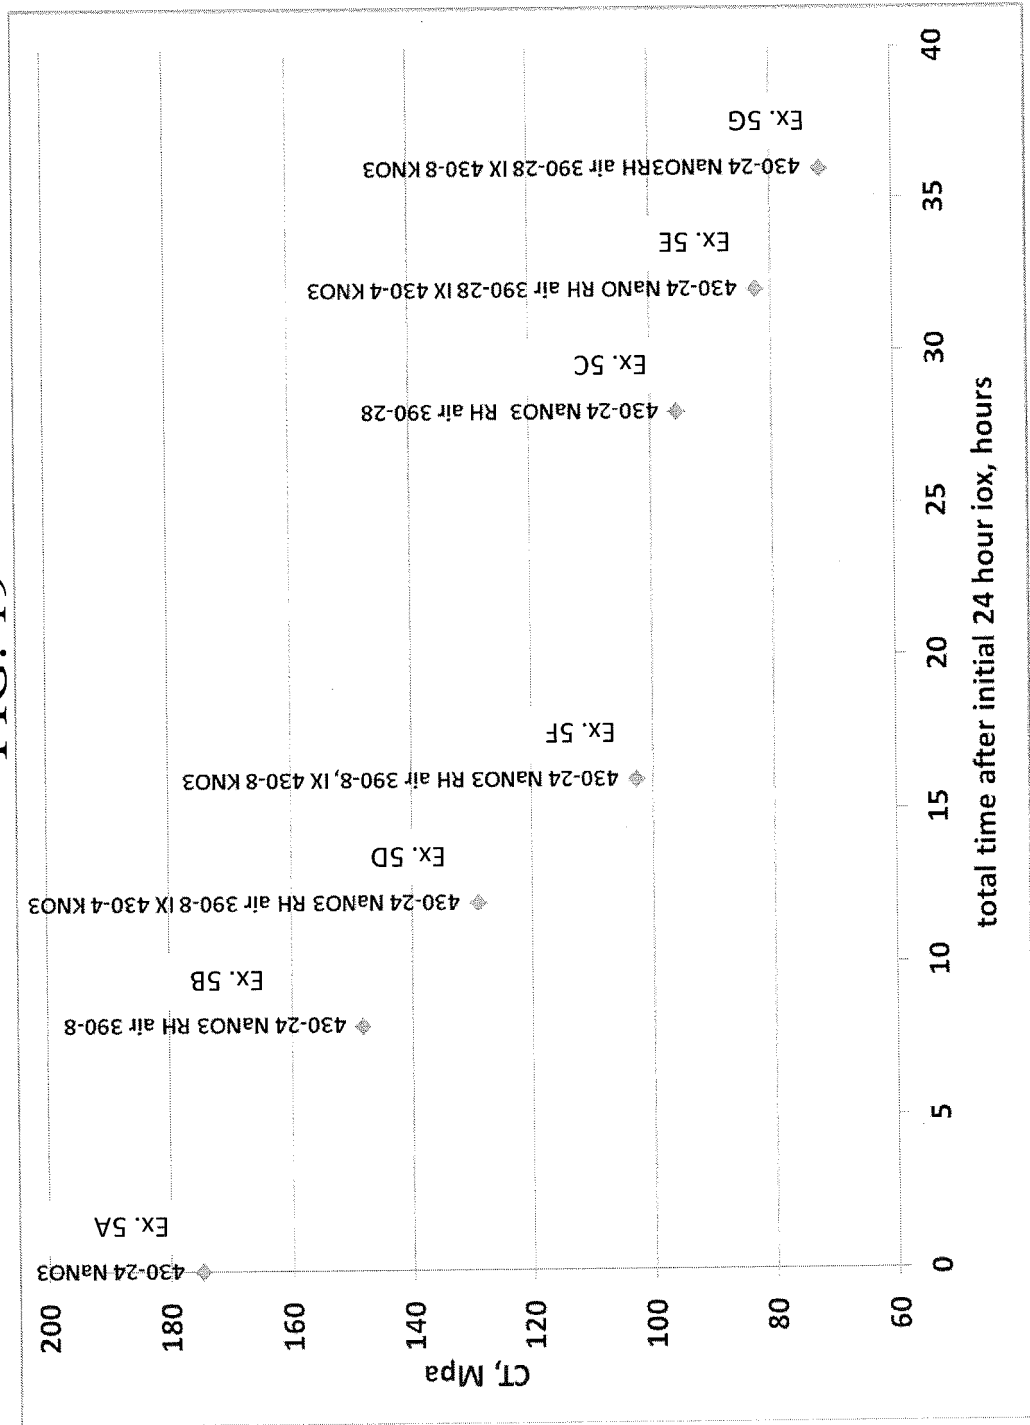 200
180
160
140
120
100
80
60
CT, Mpa
0
5
10
15
20
25
30
35
40
total time after initial 24 hour iox, hours
430-24 NaNO3
Ex. 5A
430-24 NaNO3 RH air 390-8
Ex. 5B
430-24 NaNO3 RH air 390-8 IX 430-4 KNO3
Ex. 5D
430-24 NaNO3 RH air 390-8, IX 430-8 KNO3
Ex. 5F
430-24 NaNO3 RH air 390-28
Ex. 5C
430-24 NaNO RH air 390-28 IX 430-4 KNO3
Ex. 5E
430-24 NaNO3RH air 390-28 IX 430-8 KNO3
Ex. 5G